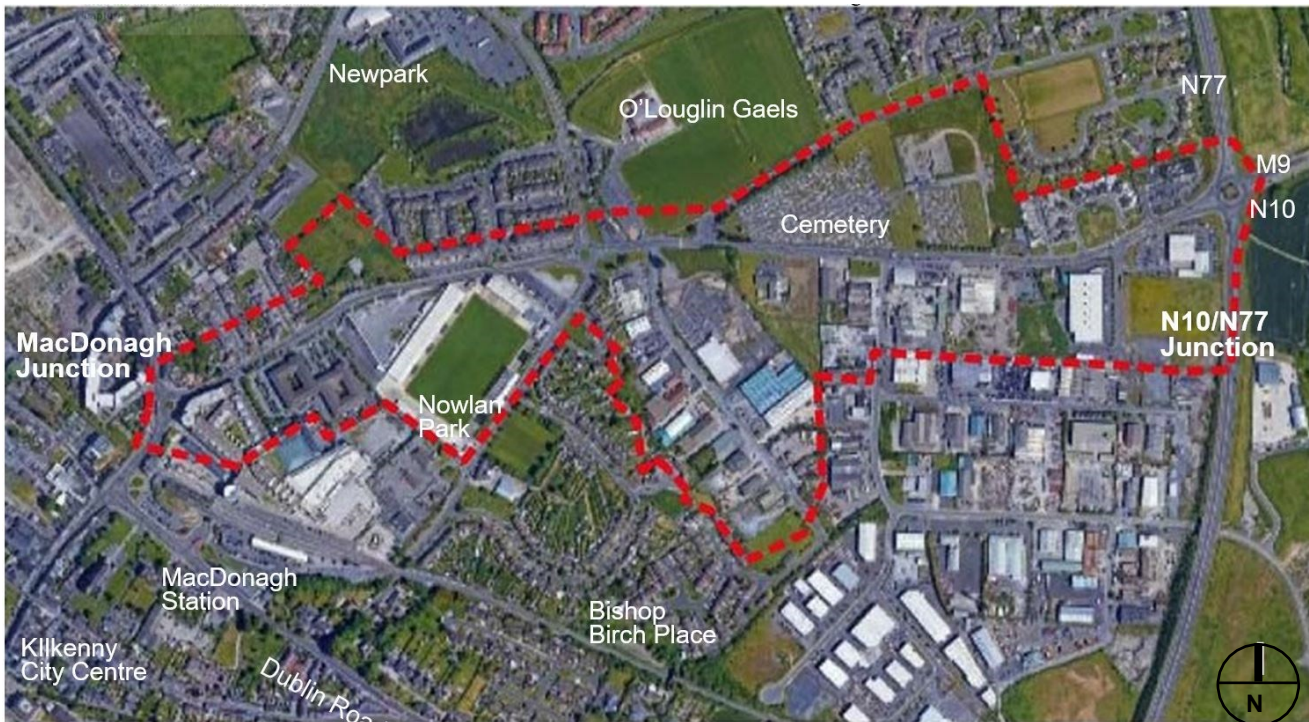 Newpark
N77
O'Louglin Gaels
M9
N10
Cemetery
N10/N77
Junction
MacDonagh
Junction
Nowlan
Park
MacDonagh
Station
Bishop
Birch Place
KIlkenny
City Centre
Dublin Roa
N